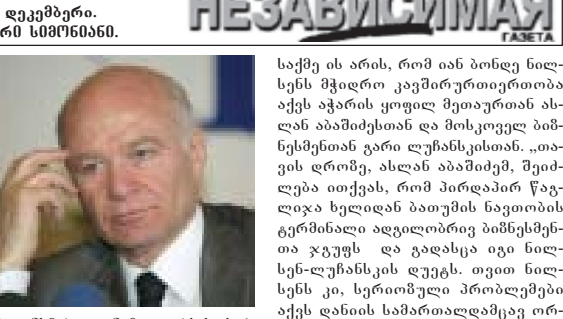 დეკემბერი.
რი სიმონიანი.
НЕЗАВИСИМАЯ
ГАЗЕТА
საქმე ის არის, რომ იან ბონდე ნილ-
სენს მჭიდრო კავშირურთიერთობა
აქვს აჭარის ყოფილ მეთაურთან ას-
ლან აბაშიძესთან და მოსკოველ ბიზ-
ნესმენთან გარი ლუჩანსკისთან. „თა-
ვის დროზე, ასლან აბაშიძემ, შეიძ-
ლება ითქვას, რომ პირდაპირ წაგ-
ლიჯა ხელიდან ბათუმის ნავთობის
ტერმინალი ადგილობრივ ბიზნესმენ-
თა ჯგუფს და გადასცა იგი ნილ-
სენ-ლუჩანსკის დუეტს. თვით ნილ-
სენს კი, სერიოზული პრობლემები
აქვს დანიის სამართალდამცავ ორ-